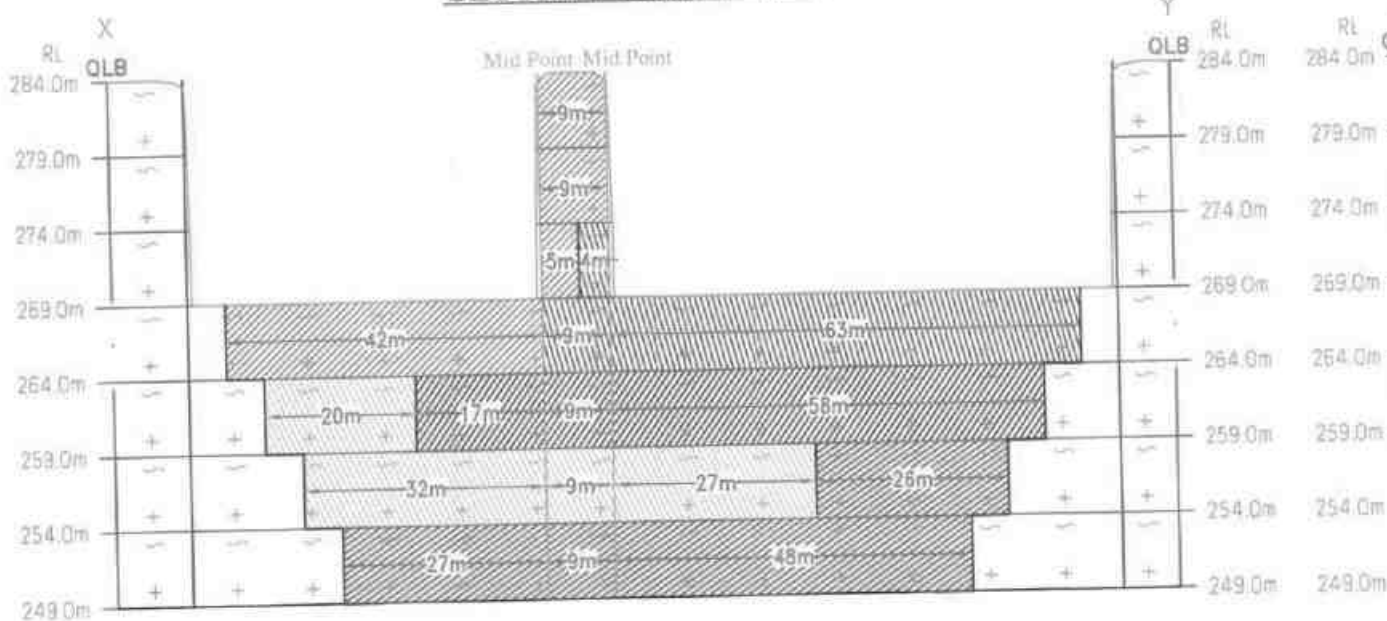 X
Y
RL
RL
RL
QLB
QLB
Mid Point Mid Point
284.0m
284.0m
284.0m
9m
279.0m
279.0m
279.0m
9m
274.0m
274.0m
274.0m
5m 4m
269.0m
269.0m
269.0m
42m 9m 63m
264.0m
264.0m
264.0m
20m 17m 9m 58m
259.0m
259.0m
259.0m
32m 9m 27m 26m
254.0m
254.0m
254.0m
27m 9m 48m
249.0m
249.0m
249.0m